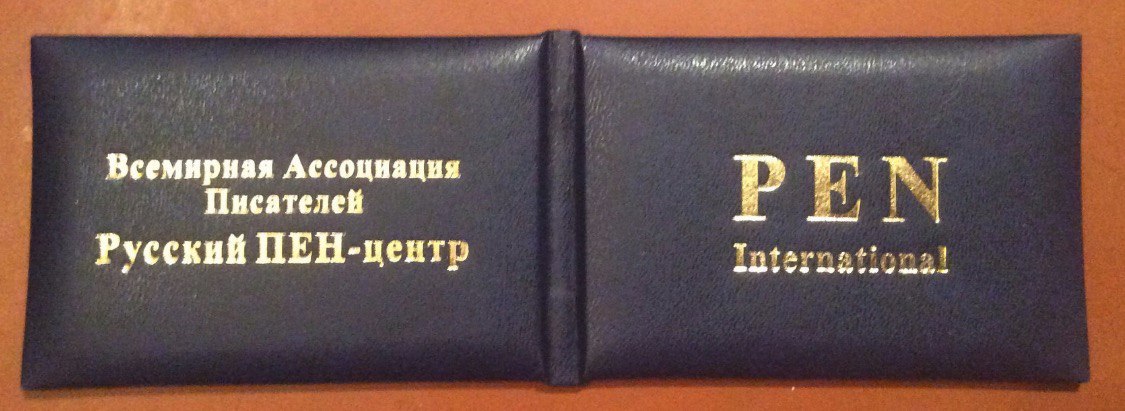 Всемирная Ассоциация
Писателей
Русский ПЕН-центр
PEN
International